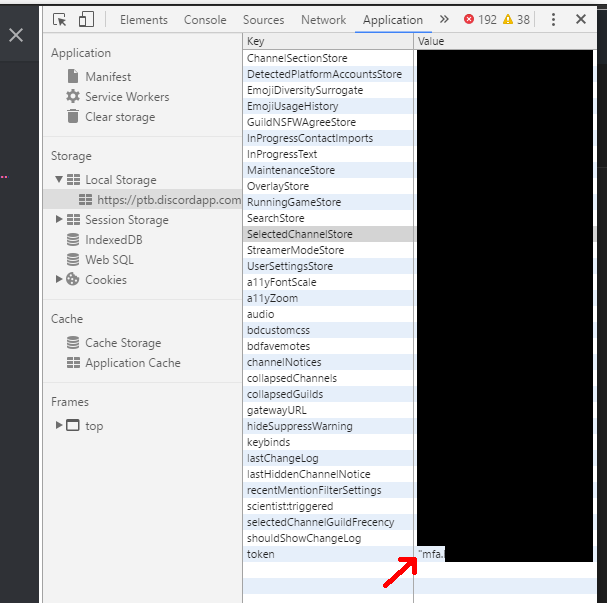 Elements Console Sources Network Application » 192 38
Application
Manifest
Service Workers
Clear storage
Storage
Local Storage
https://ptb.discordapp.com
Session Storage
IndexedDB
Web SQL
Cookies
Cache
Cache Storage
Application Cache
Frames
top
Key Value
ChannelSectionStore
DetectedPlatformAccountsStore
EmojiDiversitySurrogate
EmojiUsageHistory
GuildNSFWAgreeStore
InProgressContactImports
InProgressText
MaintenanceStore
OverlayStore
RunningGameStore
SearchStore
SelectedChannelStore
StreamerModeStore
UserSettingsStore
a11yFontScale
a11yZoom
audio
bdcustomcss
bdfavemotes
channelNotices
collapsedChannels
collapsedGuilds
gatewayURL
hideSuppressWarning
keybinds
lastChangeLog
lastHiddenChannelNotice
recentMentionFilterSettings
scientist:triggered
selectedChannelGuildFrecency
shouldShowChangeLog
token "mfa.